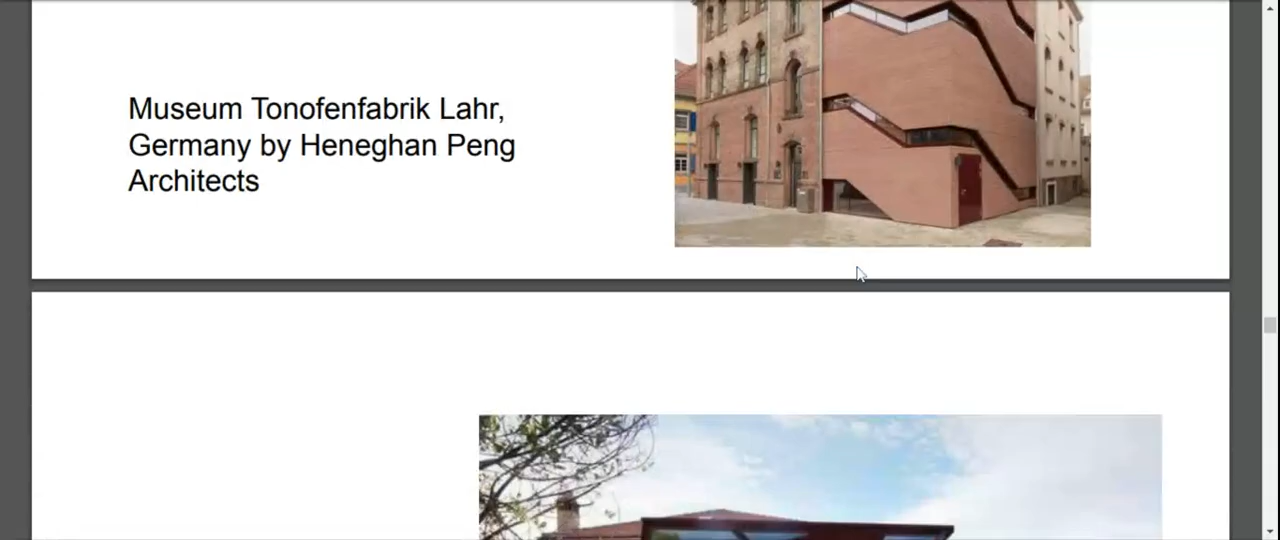 Museum Tonofenfabrik Lahr,
Germany by Heneghan Peng
Architects